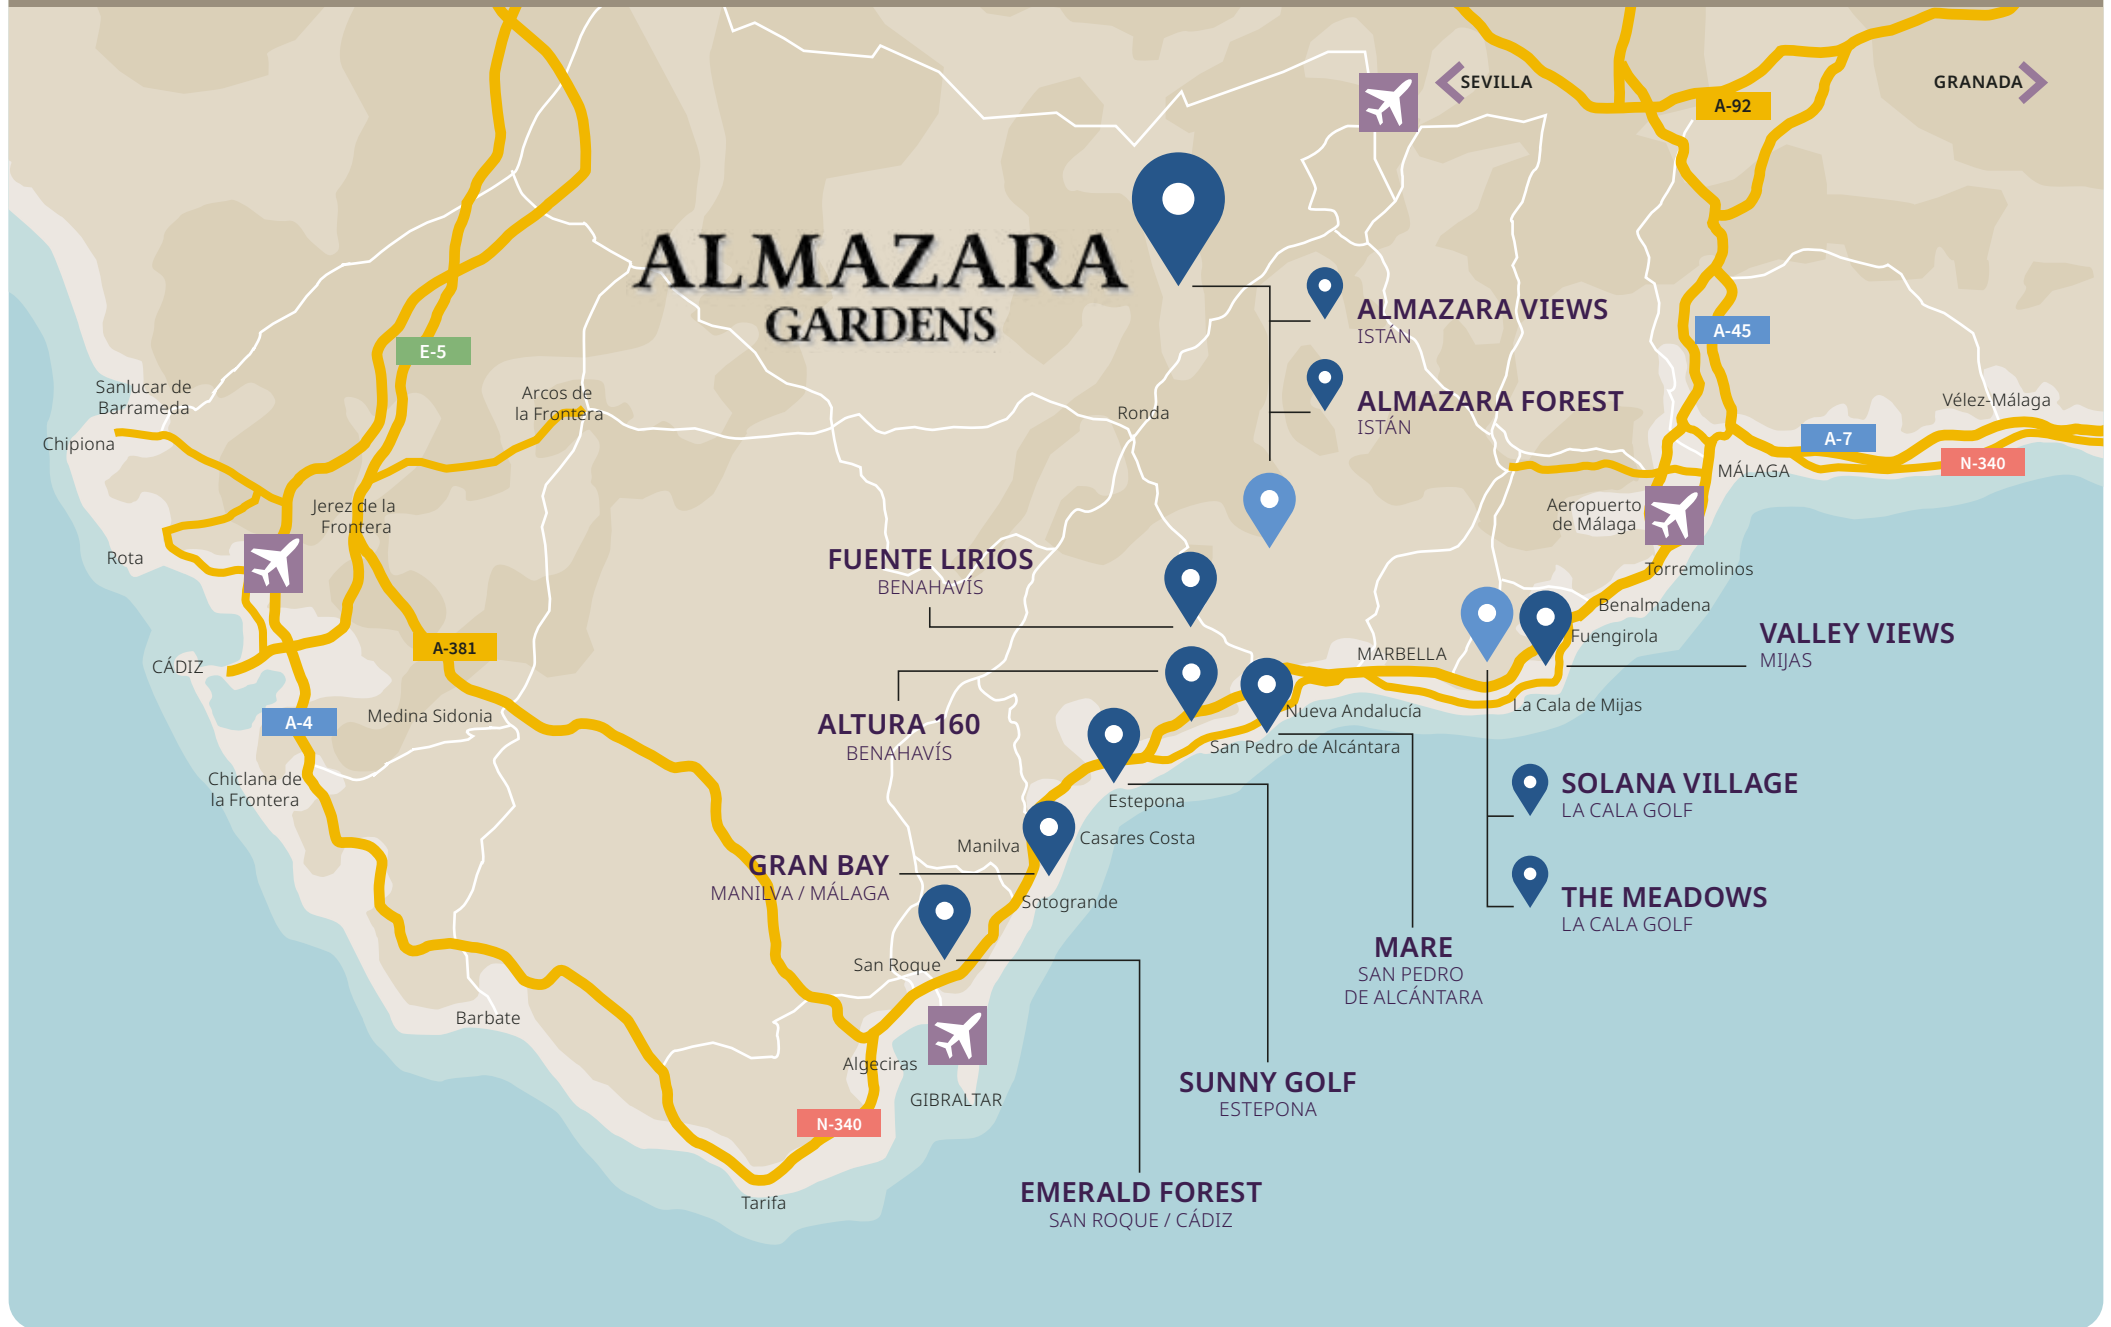 SEVILLA
GRANADA
A-92
ALMAZARA
GARDENS
ALMAZARA VIEWS
ISTÁN
A-45
E-5
ALMAZARA FOREST
ISTÁN
Sanlucar de
Barrameda
Arcos de
la Frontera
Ronda
Vélez-Málaga
Chipiona
A-7
N-340
MÁLAGA
Jerez de la
Frontera
Aeropuerto
de Málaga
Rota
FUENTE LIRIOS
BENAHAVÍS
Torremolinos
Benalmadena
Fuengirola
VALLEY VIEWS
MIJAS
A-381
CÁDIZ
MARBELLA
A-4
Medina Sidonia
ALTURA 160
BENAHAVÍS
Nueva Andalucía
La Cala de Mijas
San Pedro de Alcántara
Chiclana de
la Frontera
SOLANA VILLAGE
LA CALA GOLF
Estepona
Manilva
Casares Costa
GRAN BAY
MANILVA / MÁLAGA
THE MEADOWS
LA CALA GOLF
Sotogrande
MARE
SAN PEDRO
DE ALCÁNTARA
San Roque
Barbate
Algeciras
GIBRALTAR
SUNNY GOLF
ESTEPONA
N-340
Tarifa
EMERALD FOREST
SAN ROQUE / CÁDIZ